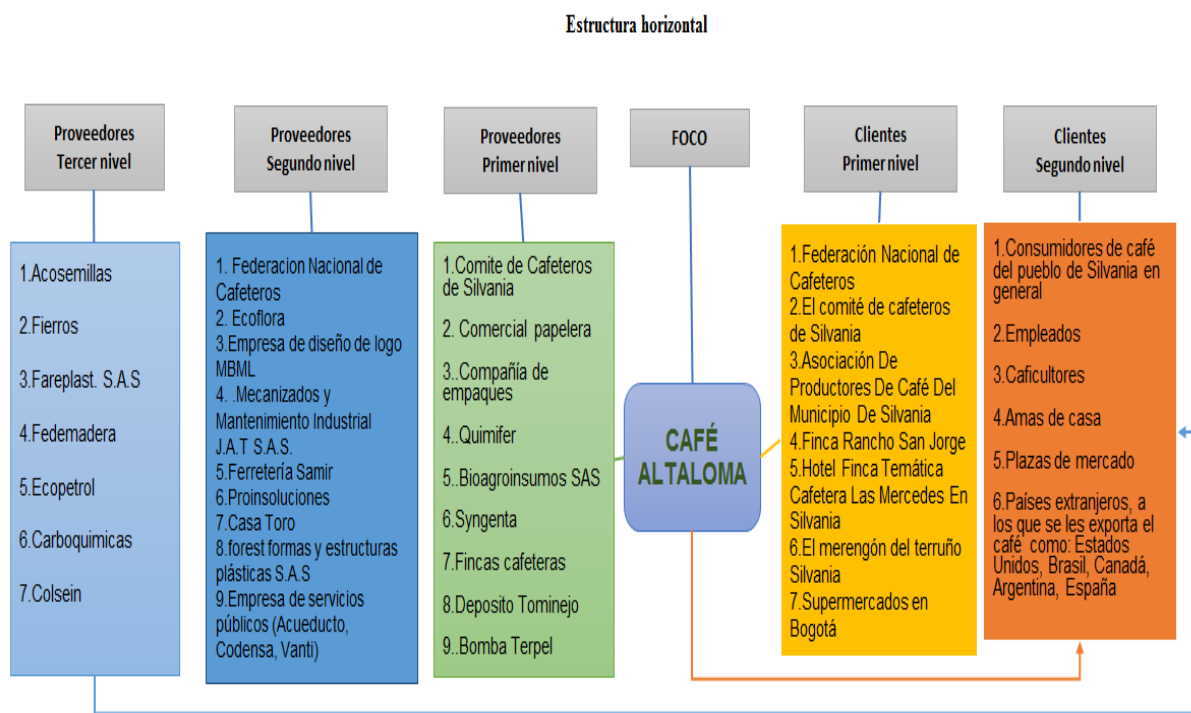 Estructura horizontal
Proveedores
Tercer nivel
1.Acosemillas
2.Fierros
3.Fareplast. S.A.S
4.Fedemadera
5.Ecopetrol
6.Carboquimicas
7.Colsein
Proveedores
Segundo nivel
1. Federacion Nacional de
Cafeteros
2. Ecoflora
3.Empresa de diseño de logo
MBML
4. .Mecanizados y
Mantenimiento Industrial
J.A.T S.A.S.
5.Ferretería Samir
6.Proinsoluciones
7.Casa Toro
8.forest formas y estructuras
plásticas S.A.S
9.Empresa de servicios
públicos (Acueducto,
Codensa, Vanti)
Proveedores
Primer nivel
1.Comite de Cafeteros
de Silvania
2. Comercial papelera
3..Compañía de
empaques
4..Quimifer
5..Bioagroinsumos SAS
6.Syngenta
7.Fincas cafeteras
8.Deposito Tominejo
9..Bomba Terpel
FOCO
CAFÉ
ALTALOMA
Clientes
Primer nivel
1.Federación Nacional de
Cafeteros
2.El comité de cafeteros
de Silvania
3.Asociación De
Productores De Café Del
Municipio De Silvania
4.Finca Rancho San Jorge
5.Hotel Finca Temática
Cafetera Las Mercedes En
Silvania
6.El merengón del terruño
Silvania
7.Supermercados en
Bogotá
Clientes
Segundo nivel
1.Consumidores de café
del pueblo de Silvania en
general
2.Empleados
3.Caficultores
4.Amas de casa
5.Plazas de mercado
6.Países extranjeros, a
los que se les exporta el
café como: Estados
Unidos, Brasil, Canadá,
Argentina, España